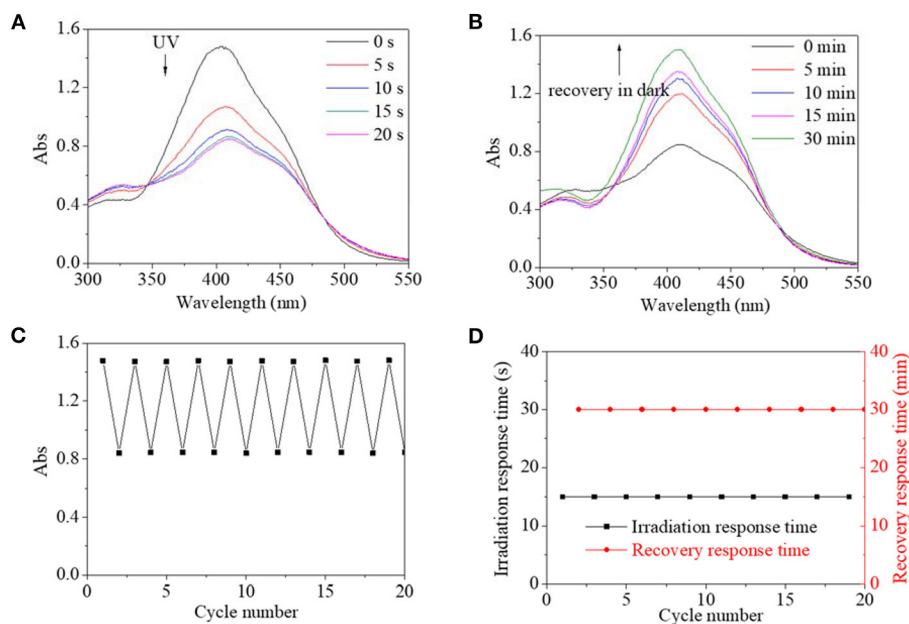 A
UV
0 s
5 s
10 s
15 s
20 s
Abs
1.6
1.2
0.8
0.4
0.0
300 350 400 450 500 550
Wavelength (nm)
B
recovery in dark
0 min
5 min
10 min
15 min
30 min
Abs
1.6
1.2
0.8
0.4
0.0
300 350 400 450 500 550
Wavelength (nm)
C
Abs
1.6
1.2
0.8
0.4
0.0
0 5 10 15 20
Cycle number
D
Irradiation response time (s)
40
30
20
10
0
Irradiation response time
Recovery response time
40
30
20
10
0
Recovery response time (min)
5 10 15 20
Cycle number